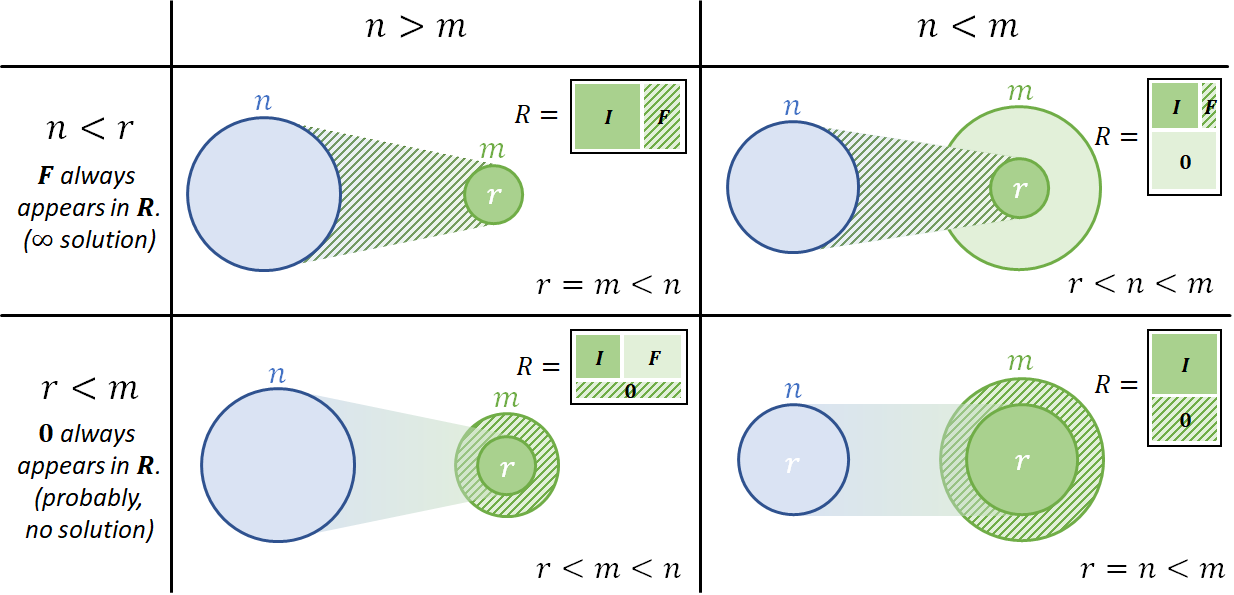 n > m
n < m
n < r
F always
appears in R.
(∞ solution)
n
m
r
R =
I
F
r = m < n
n
m
r
R =
I
F
0
r < n < m
r < m
0 always
appears in R.
(probably,
no solution)
n
m
r
R =
I
F
0
r < m < n
n
r
m
r
R =
I
0
r = n < m